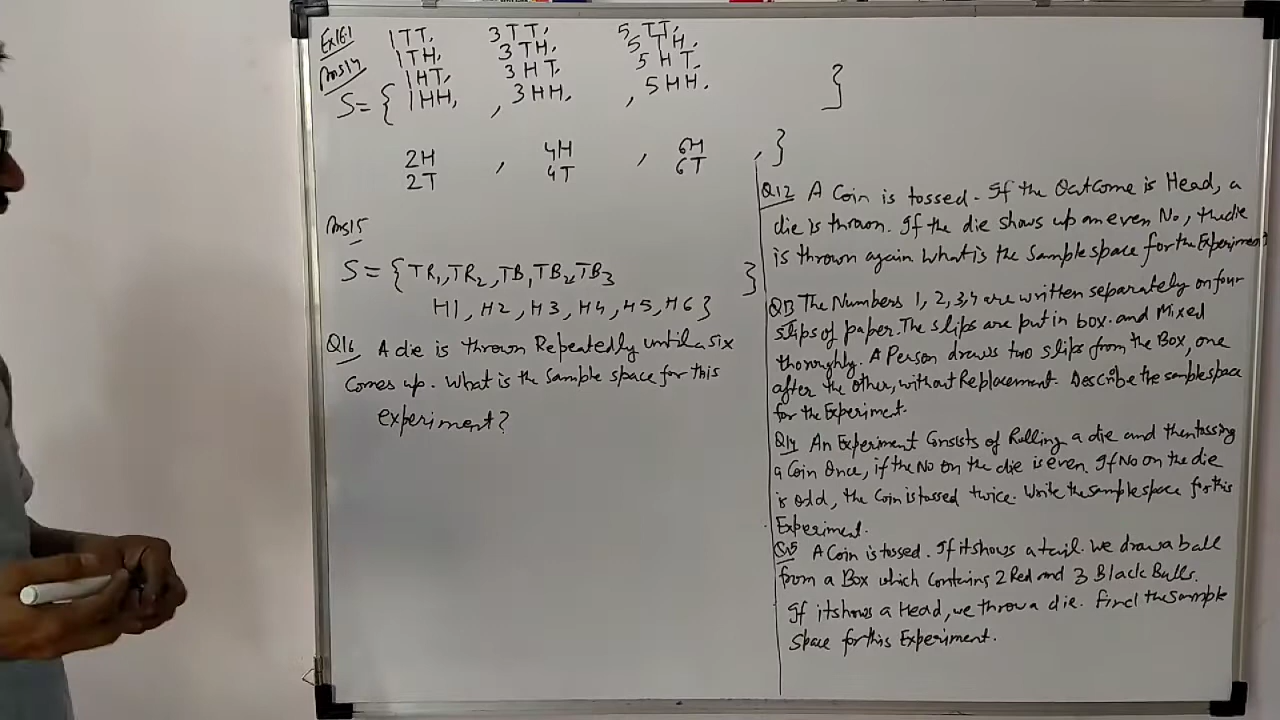 Ex16.1
Ans14
1TT, 3TT, 5TT,
1TH, 3TH, 5TH,
1HT, 3HT, 5HT,
S = { 1HH, , 3HH, , 5HH, }
2H , 4H , 6H , }
2T 4T 6T
Ans15
S = { TR1, TR2, TB1, TB2, TB3 }
H1, H2, H3, H4, H5, H6 }
Q16 A die is thrown Repeatedly until a six
comes up. What is the sample space for this
experiment?
Q12 A Coin is tossed. If the Outcome is Head, a
die is thrown. If the die shows up an even No, the die
is thrown again. What is the Sample space for the Experiment
Q13 The Numbers 1, 2, 3, 4 are written separately on four
slips of paper. The slips are put in box and Mixed
thoroughly. A Person draws two slips from the Box, one
after the other, without Replacement. Describe the sample space
for the Experiment.
Q14 An Experiment Consists of Rolling a die and then tossing
a Coin Once, if the No on the die is even. If No on the die
is odd, the Coin is tossed twice. Write the sample space for this
Experiment.
Q15 A Coin is tossed. If it shows a tail. We draw a ball
from a Box which Contains 2 Red and 3 Black Balls.
If it shows a Head, we throw a die. Find the Sample
Space for this Experiment.